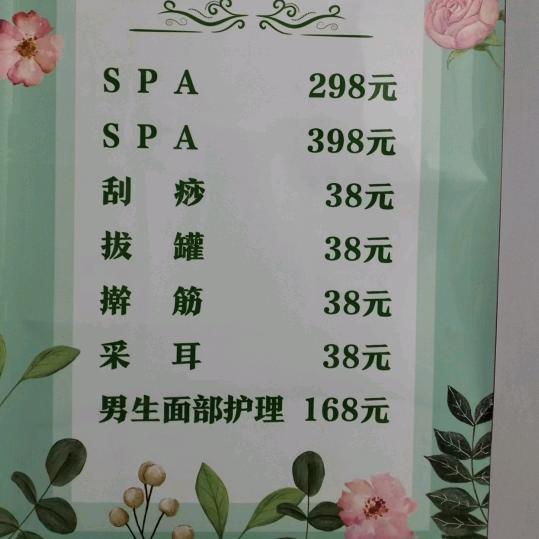 SPA 298元
SPA 398元
刮痧 38元
拔罐 38元
擀筋 38元
采耳 38元
男生面部护理 168元